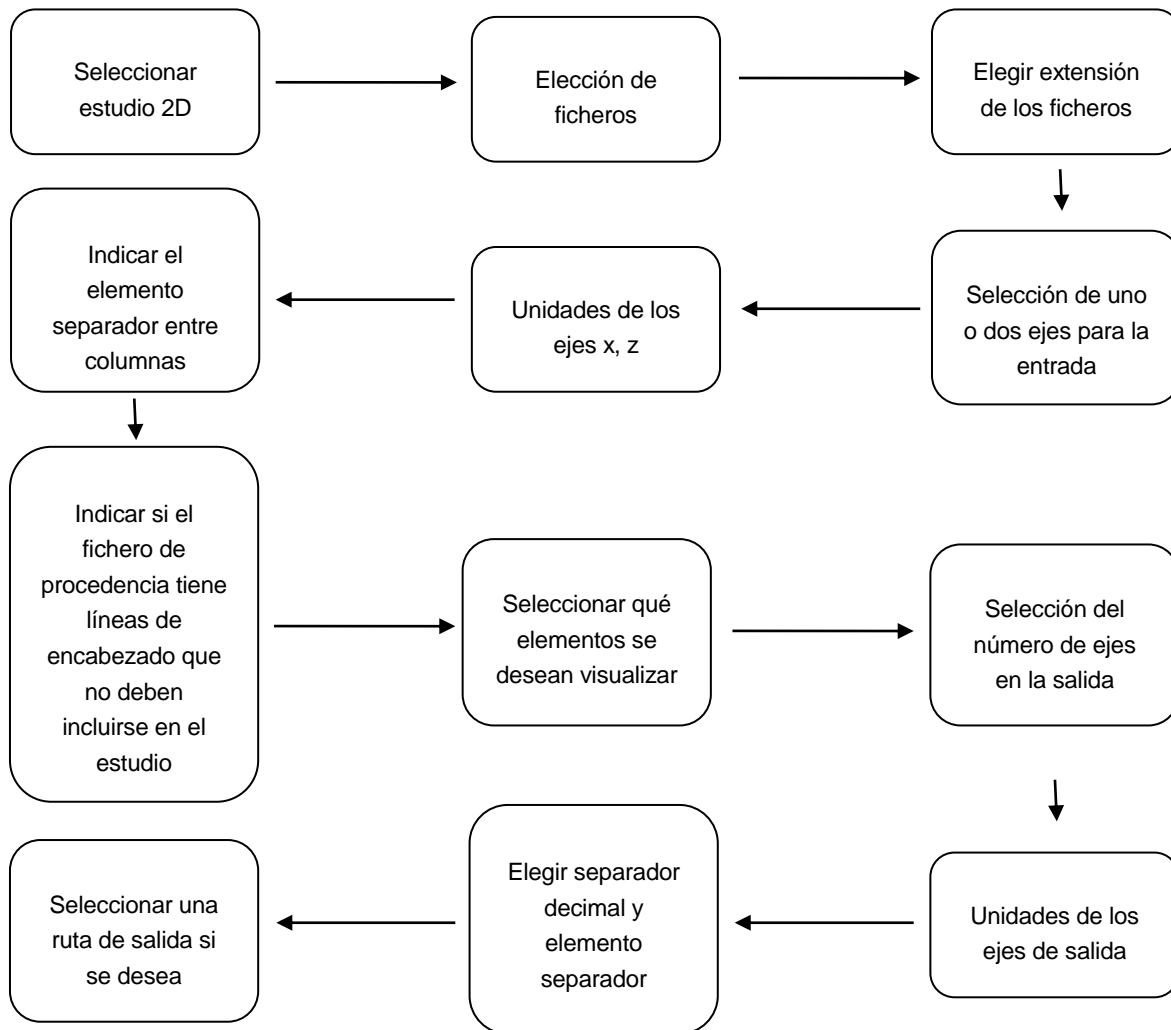 Seleccionar
estudio 2D
Elección de
ficheros
Elegir extensión
de los ficheros
Selección de uno
o dos ejes para la
entrada
Unidades de los
ejes x, z
Indicar el
elemento
separador entre
columnas
Indicar si el
fichero de
procedencia tiene
líneas de
encabezado que
no deben
incluirse en el
estudio
Seleccionar qué
elementos se
desean visualizar
Selección del
número de ejes
en la salida
Unidades de los
ejes de salida
Elegir separador
decimal y
elemento
separador
Seleccionar una
ruta de salida si
se desea